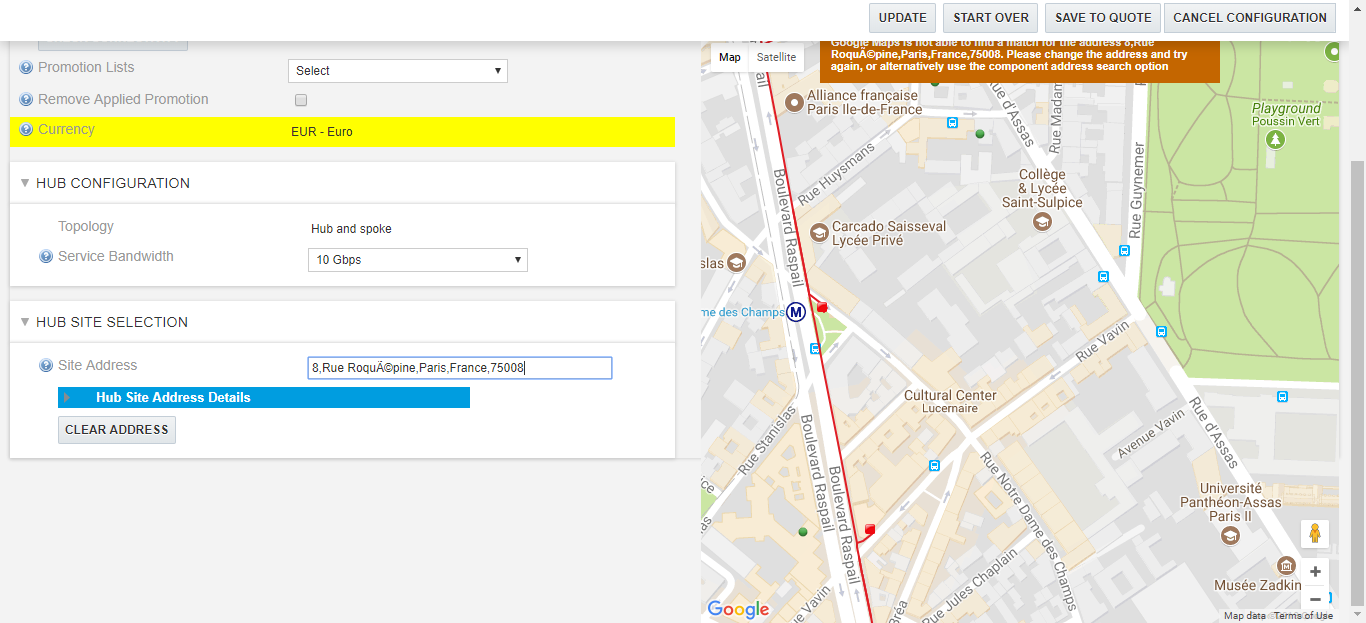 UPDATE
START OVER
SAVE TO QUOTE
CANCEL CONFIGURATION
Promotion Lists
Select
Remove Applied Promotion
Currency
EUR - Euro
HUB CONFIGURATION
Topology
Hub and spoke
Service Bandwidth
10 Gbps
HUB SITE SELECTION
Site Address
8,Rue RoquÃ©pine,Paris,France,75008
Hub Site Address Details
CLEAR ADDRESS
Map
Satellite
Google Maps is not able to find a match for the address 8,Rue
RoquÃ©pine,Paris,France,75008. Please change the address and try
again, or alternatively use the component address search option
Alliance française
Paris Ile-de-France
Rue d'Assas
Rue Madam
Playground
Poussin Vert
Rue Huysmans
Boulevard Raspail
Collège
& Lycée
Saint-Sulpice
Rue Guynemer
Carcado Saisseval
Lycée Privé
slas
me des Champs
M
Rue Vavin
Cultural Center
Lucernaire
Rue Stanislas
Boulevard Raspail
Boulevard Raspail
Avenue Vavin
Rue d'Assas
Rue Notre Dame des Champs
Université
Panthéon-Assas
Paris II
Rue Jules Chaplain
Musée Zadkin
Vavin
Bréa
Google
Map data
Terms of Use